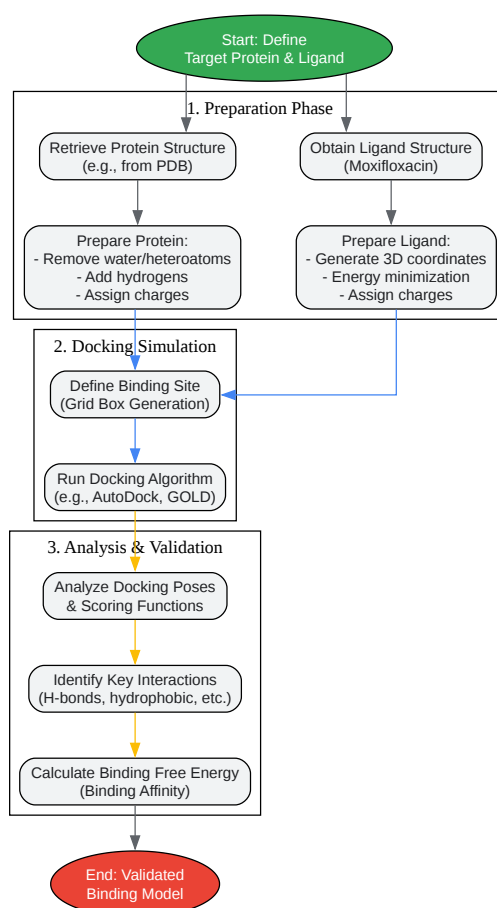 Start: Define
Target Protein & Ligand
1. Preparation Phase
Retrieve Protein Structure
(e.g., from PDB)
Obtain Ligand Structure
(Moxifloxacin)
Prepare Protein:
- Remove water/heteroatoms
- Add hydrogens
- Assign charges
Prepare Ligand:
- Generate 3D coordinates
- Energy minimization
- Assign charges
2. Docking Simulation
Define Binding Site
(Grid Box Generation)
Run Docking Algorithm
(e.g., AutoDock, GOLD)
3. Analysis & Validation
Analyze Docking Poses
& Scoring Functions
Identify Key Interactions
(H-bonds, hydrophobic, etc.)
Calculate Binding Free Energy
(Binding Affinity)
End: Validated
Binding Model